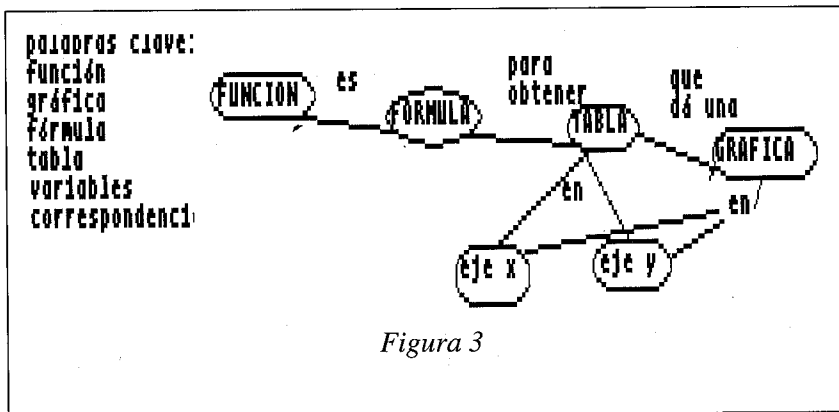 palabras clave:
función
gráfica
fórmula
tabla
variables
correspondenci
FUNCION
es
FORMULA
para
obtener
TABLA
que
dá una
GRAFICA
en
en
eje x
eje y
Figura 3